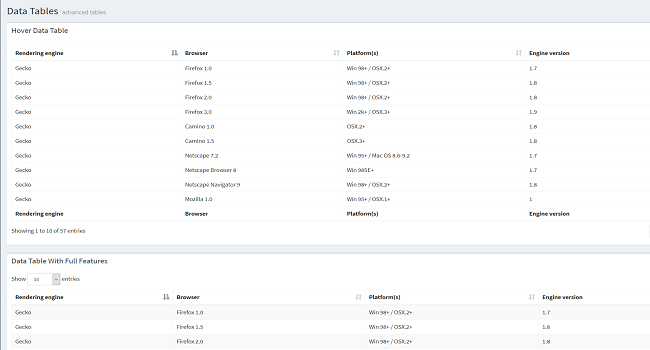 Data Tables advanced tables
Hover Data Table
Rendering engine Browser Platform(s) Engine version
Gecko Firefox 1.0 Win 98+ / OSX.2+ 1.7
Gecko Firefox 1.5 Win 98+ / OSX.2+ 1.8
Gecko Firefox 2.0 Win 98+ / OSX.2+ 1.8
Gecko Firefox 3.0 Win 2k+ / OSX.3+ 1.9
Gecko Camino 1.0 OSX.2+ 1.8
Gecko Camino 1.5 OSX.3+ 1.8
Gecko Netscape 7.2 Win 95+ / Mac OS 8.6-9.2 1.7
Gecko Netscape Browser 8 Win 98SE+ 1.7
Gecko Netscape Navigator 9 Win 98+ / OSX.2+ 1.8
Gecko Mozilla 1.0 Win 95+ / OSX.1+ 1
Rendering engine Browser Platform(s) Engine version
Showing 1 to 10 of 57 entries
Data Table With Full Features
Show 10 entries
Rendering engine Browser Platform(s) Engine version
Gecko Firefox 1.0 Win 98+ / OSX.2+ 1.7
Gecko Firefox 1.5 Win 98+ / OSX.2+ 1.8
Gecko Firefox 2.0 Win 98+ / OSX.2+ 1.8